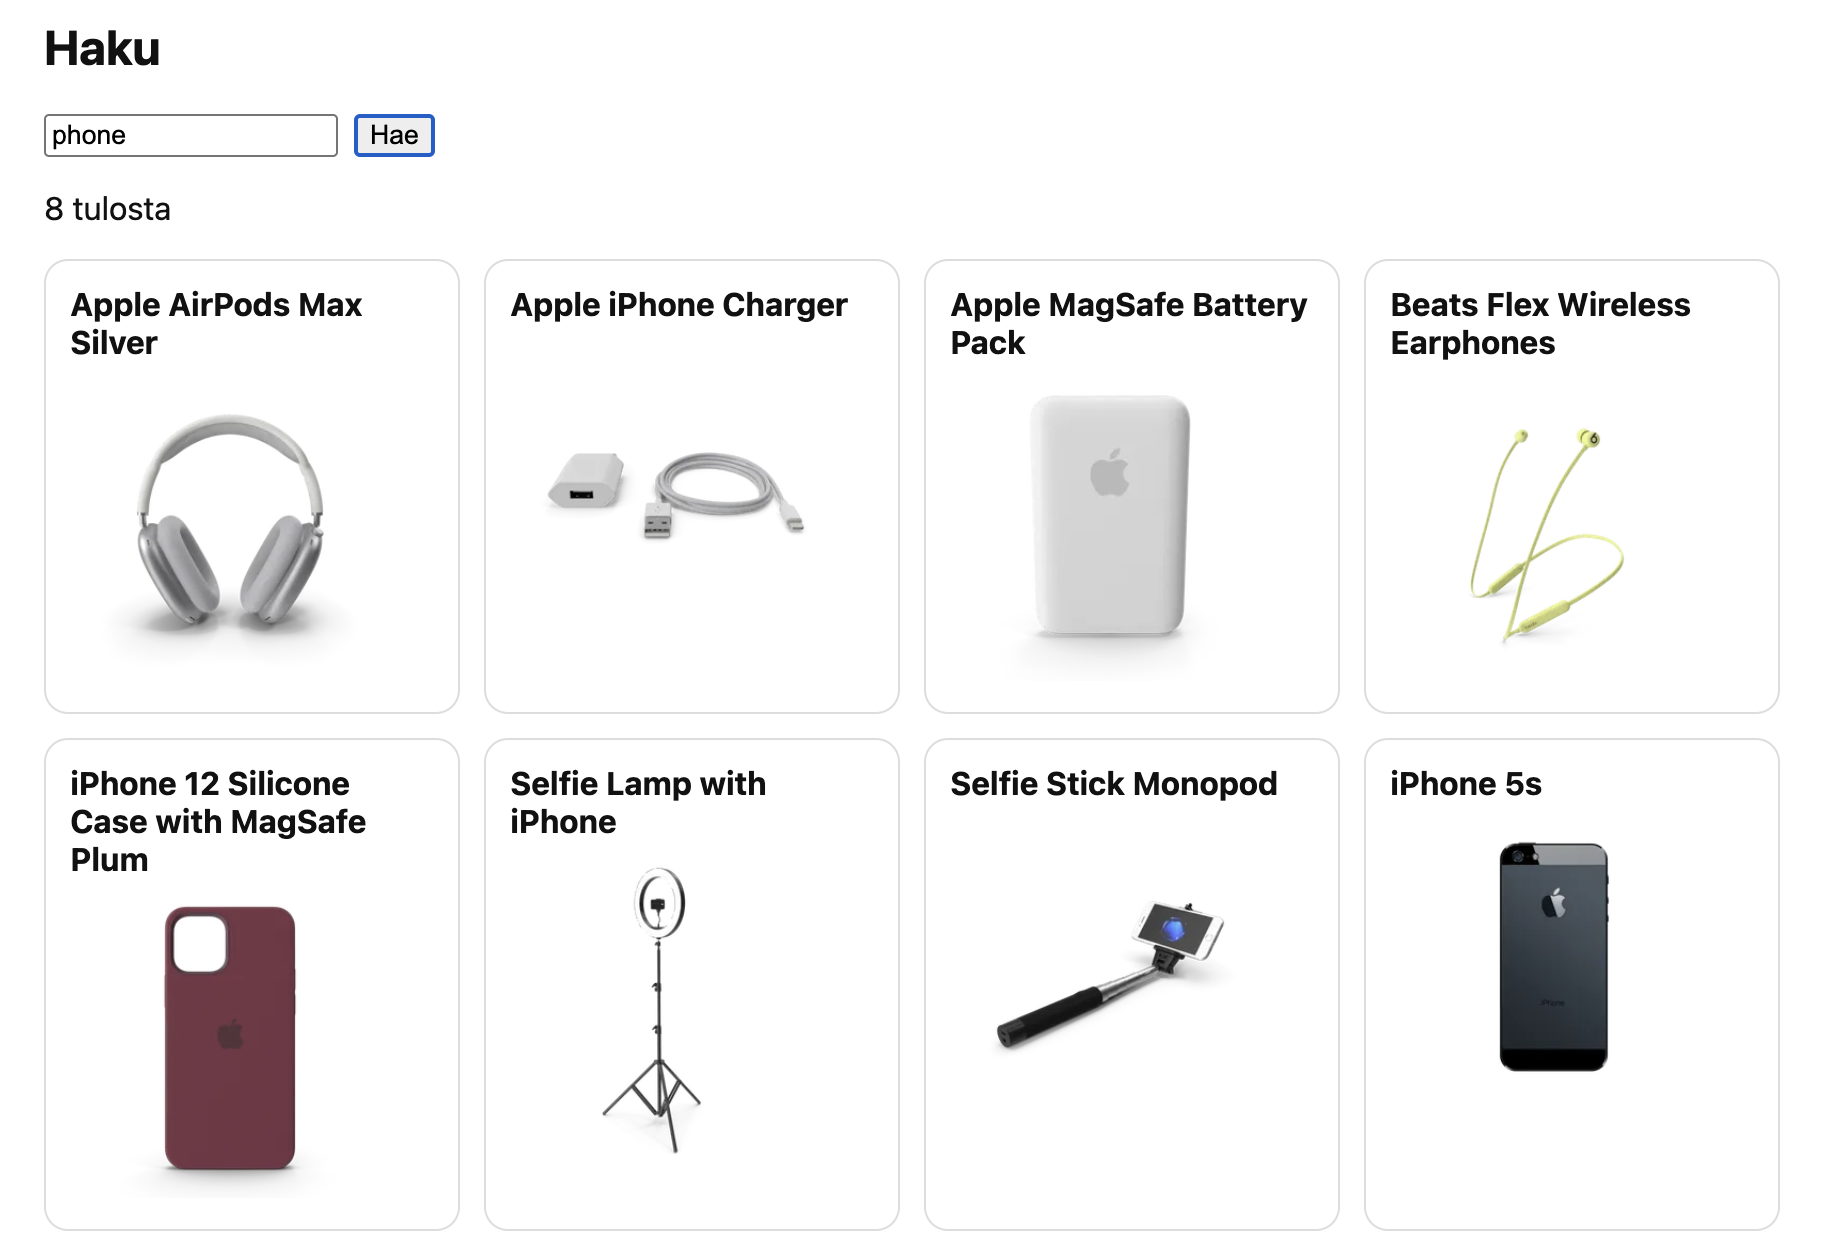 Haku
phone
Hae
8 tulosta
Apple AirPods Max
Silver
Apple iPhone Charger
Apple MagSafe Battery
Pack
Beats Flex Wireless
Earphones
iPhone 12 Silicone
Case with MagSafe
Plum
Selfie Lamp with
iPhone
Selfie Stick Monopod
iPhone 5s
iPhone